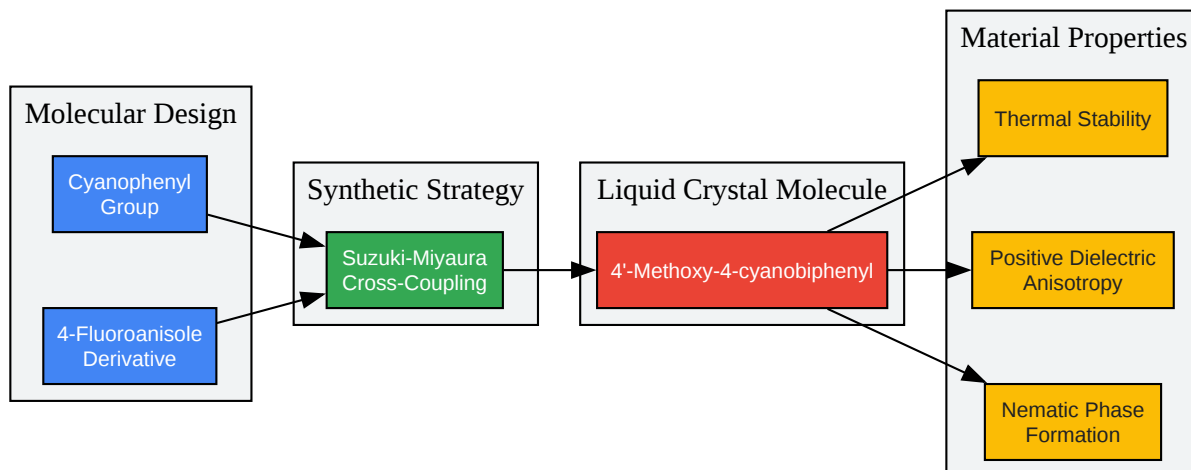 Molecular Design
Cyanophenyl
Group
4-Fluoroanisole
Derivative
Synthetic Strategy
Suzuki-Miyaura
Cross-Coupling
Liquid Crystal Molecule
4'-Methoxy-4-cyanobiphenyl
Material Properties
Thermal Stability
Positive Dielectric
Anisotropy
Nematic Phase
Formation